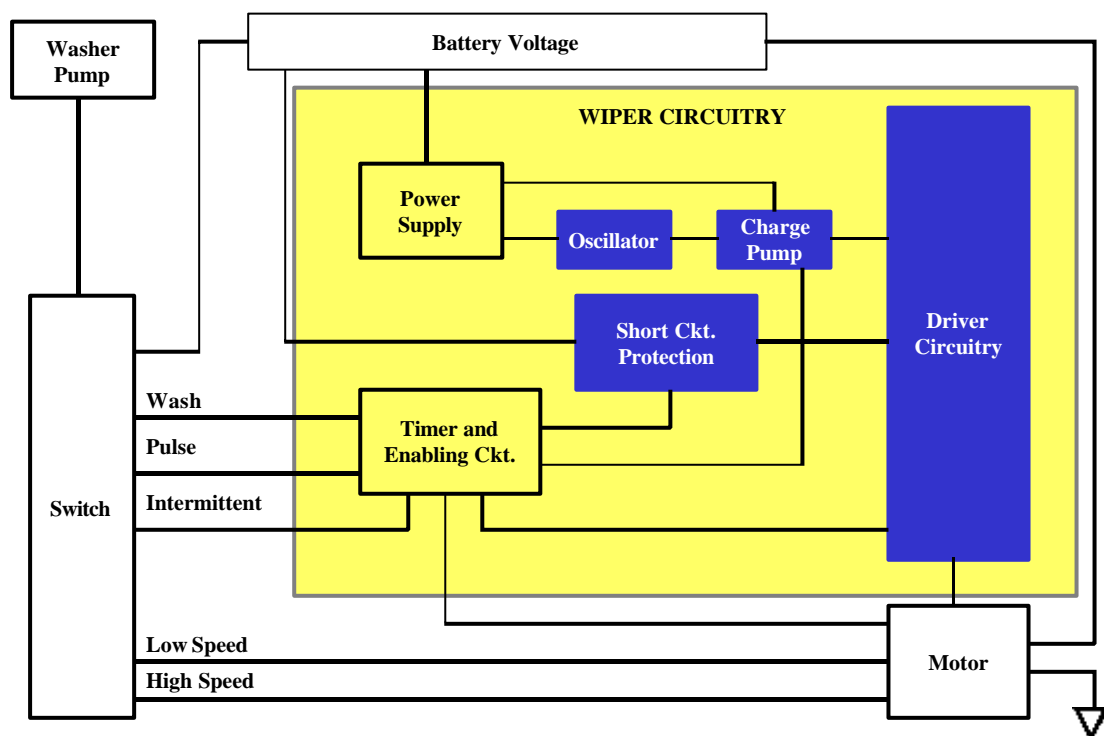 Washer
Pump
Battery Voltage
WIPER CIRCUITRY
Power
Supply
Oscillator
Charge
Pump
Short Ckt.
Protection
Driver
Circuitry
Wash
Pulse
Intermittent
Timer and
Enabling Ckt.
Switch
Low Speed
High Speed
Motor